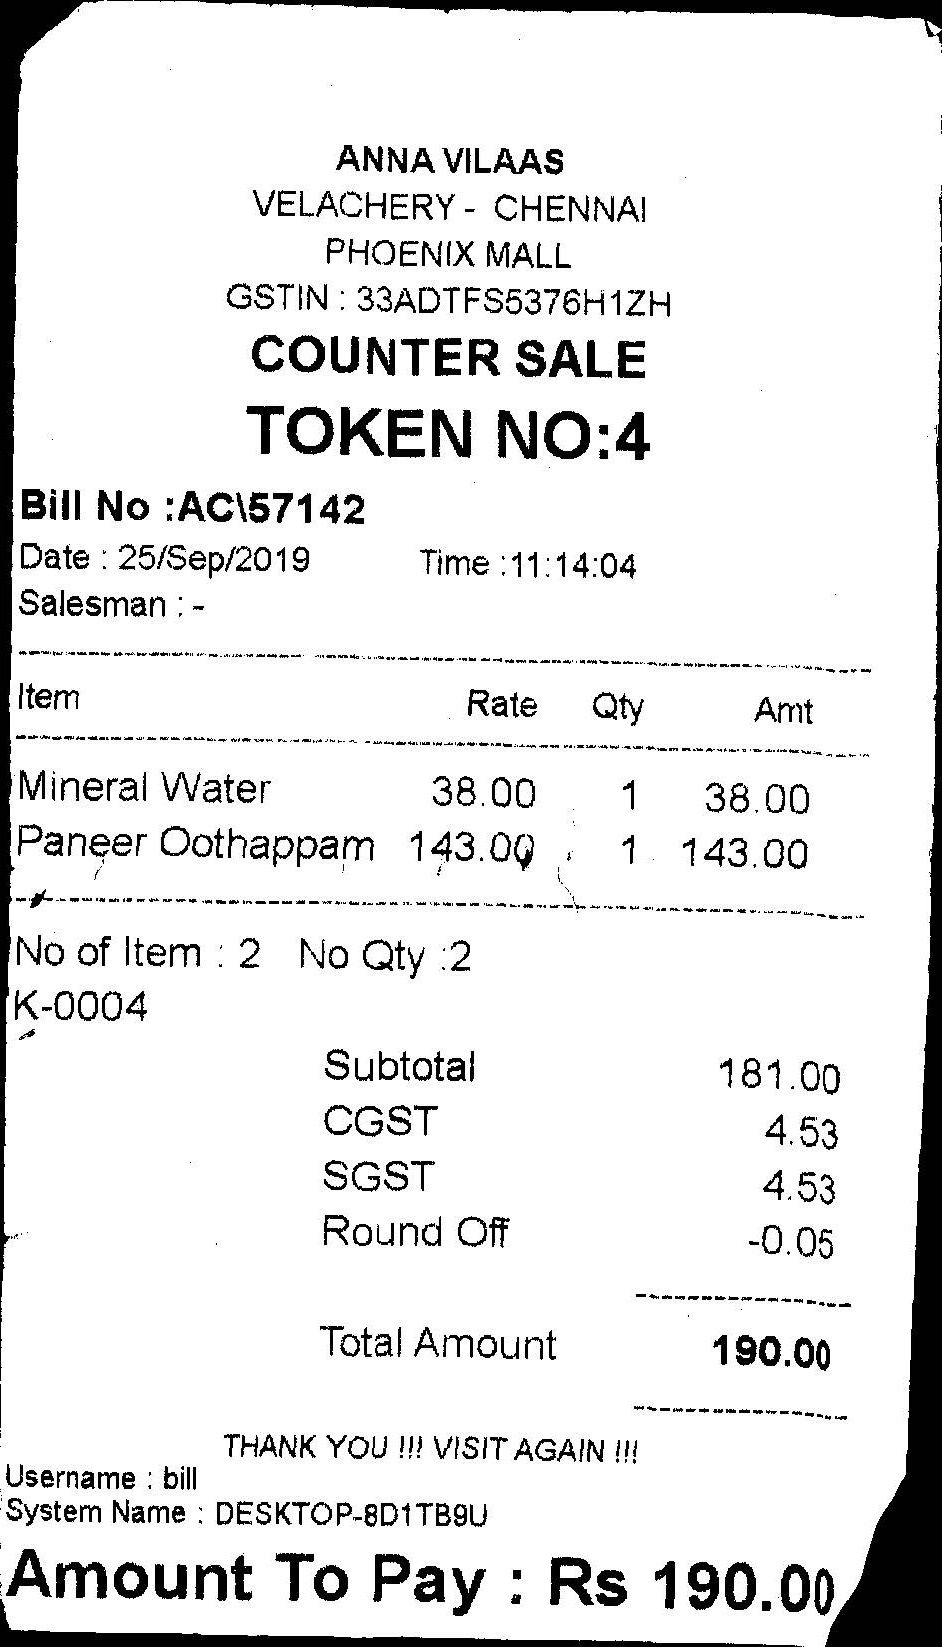 ANNA VILAAS
VELACHERY - CHENNAI
PHOENIX MALL
GSTIN : 33ADTFS5376H1ZH
COUNTER SALE
TOKEN NO:4
Bill No :AC\57142
Date : 25/Sep/2019 Time :11:14:04
Salesman : -
Item Rate Qty Amt
Mineral Water 38.00 1 38.00
Paneer Oothappam 143.00 1 143.00
No of Item : 2 No Qty :2
K-0004
Subtotal 181.00
CGST 4.53
SGST 4.53
Round Off -0.05
Total Amount 190.00
THANK YOU !!! VISIT AGAIN !!!
Username : bill
System Name : DESKTOP-8D1TB9U
Amount To Pay : Rs 190.00